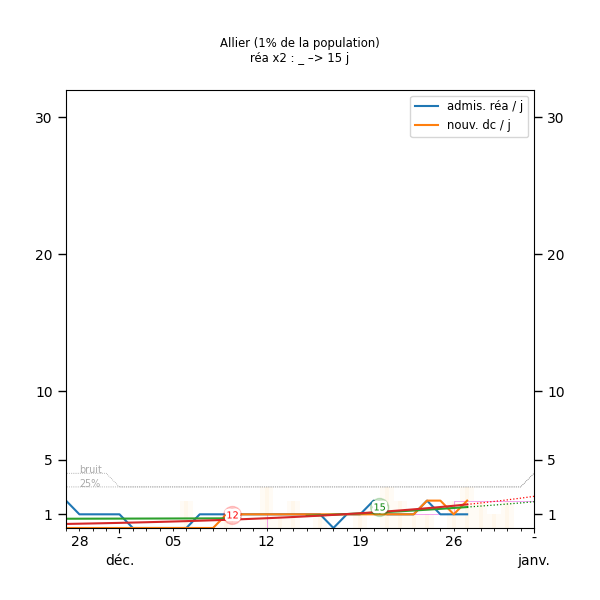 Allier (1% de la population)
réa x2 : _ –> 15 j
admis. réa / j
nouv. dc / j
30 30
20 20
10 10
5 5
bruit
25%
12
15
1 1
28 - 05 12 19 26 -
déc. janv.